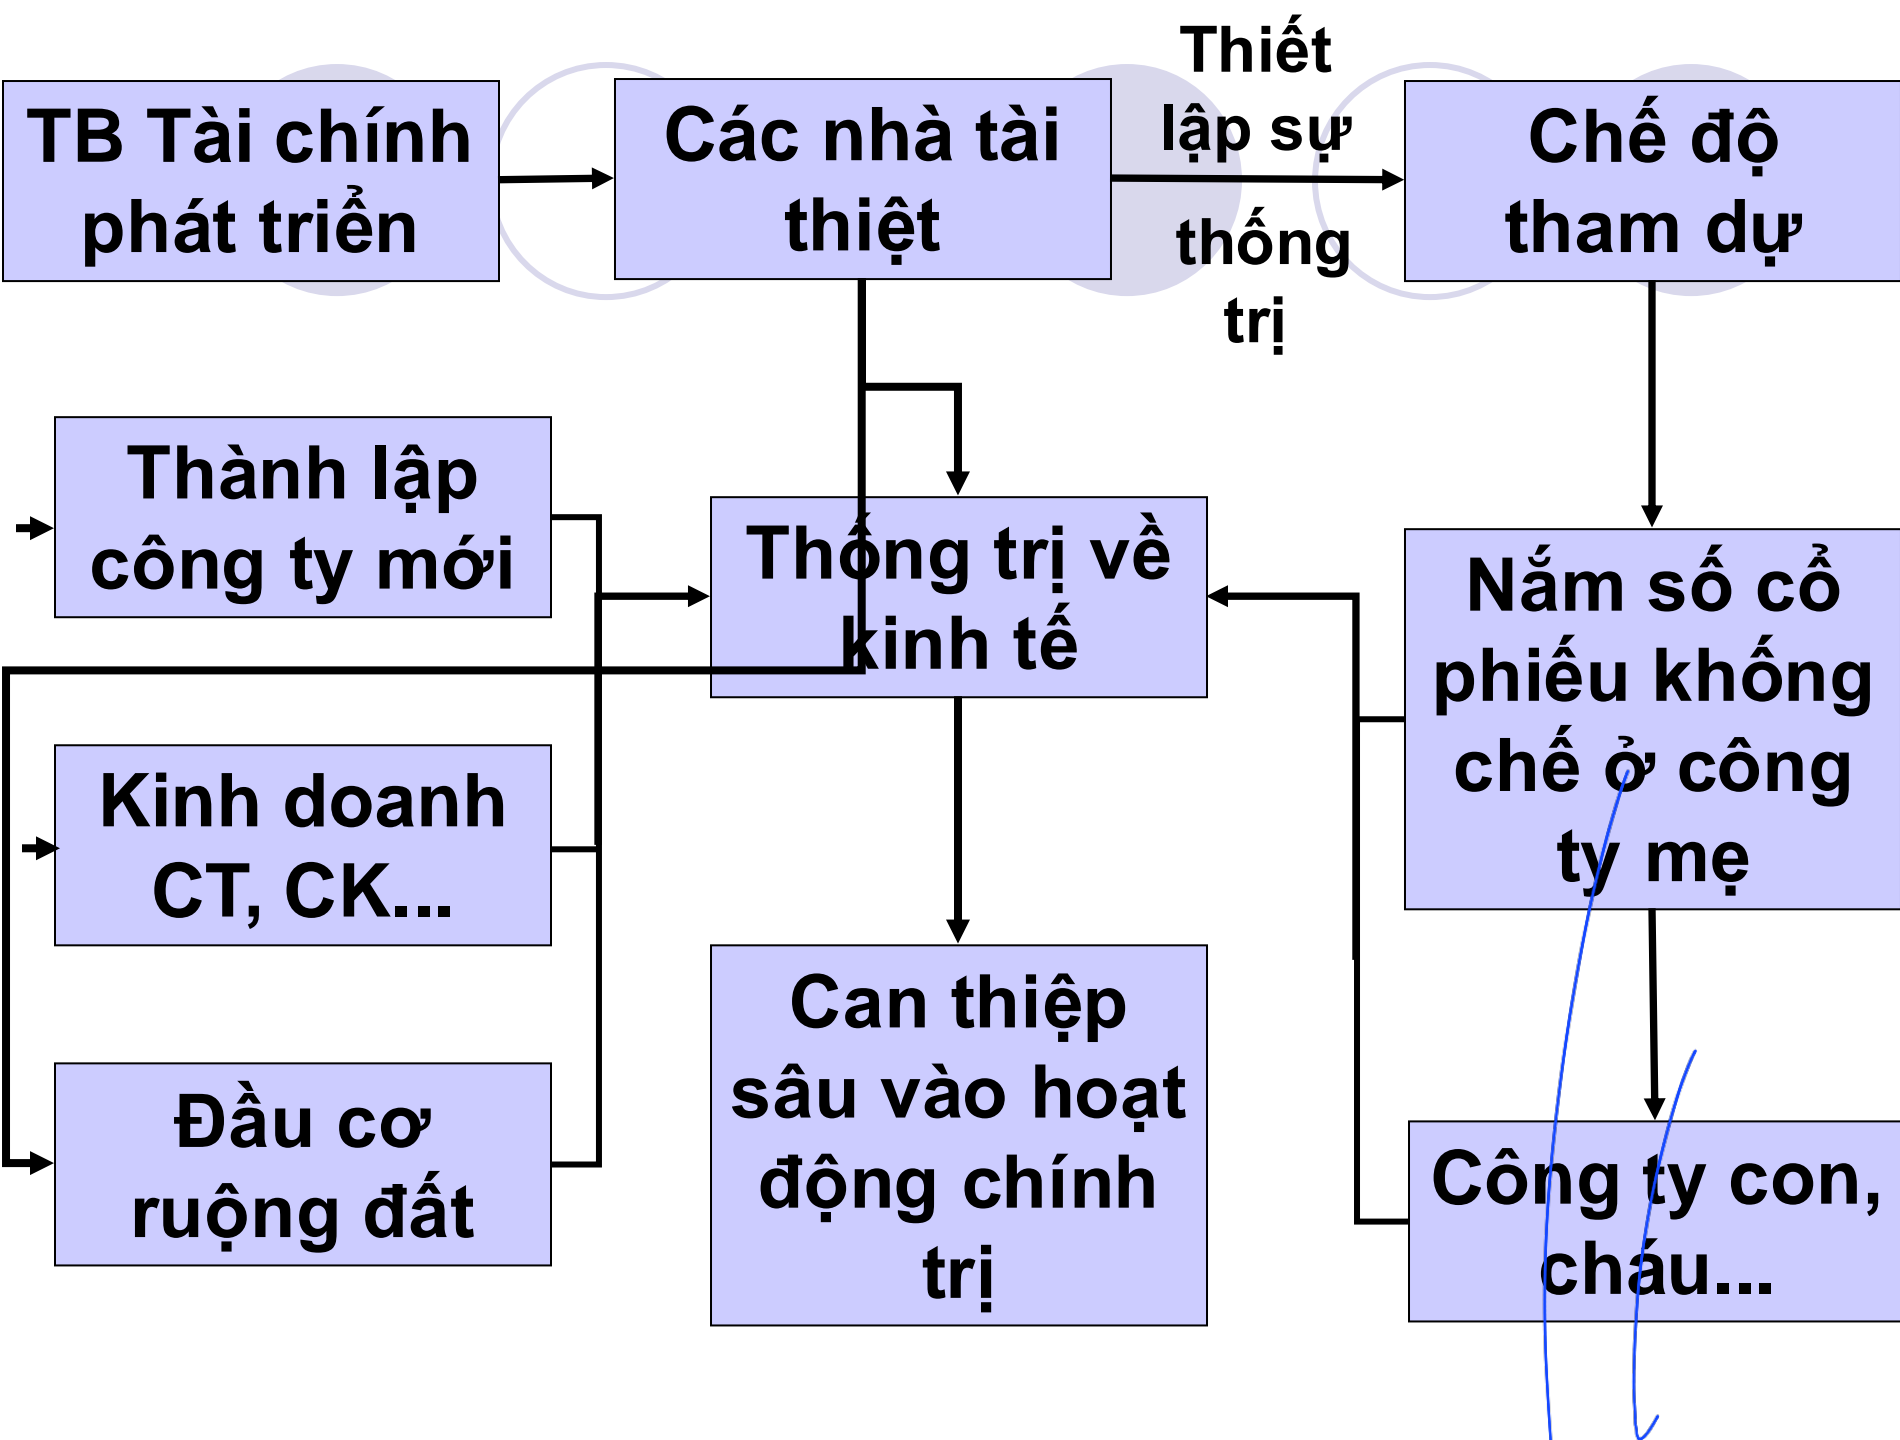 TB Tài chính
phát triển
Các nhà tài
thiệt
Thiết
lập sự
thống
trị
Chế độ
tham dự
Thành lập
công ty mới
Thống trị về
kinh tế
Nắm số cổ
phiếu khống
chế ở công
ty mẹ
Kinh doanh
CT, CK...
Can thiệp
sâu vào hoạt
động chính
trị
Đầu cơ
ruộng đất
Công ty con,
cháu...